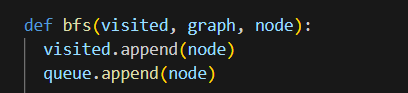 def bfs(visited, graph, node):
  visited.append(node)
  queue.append(node)